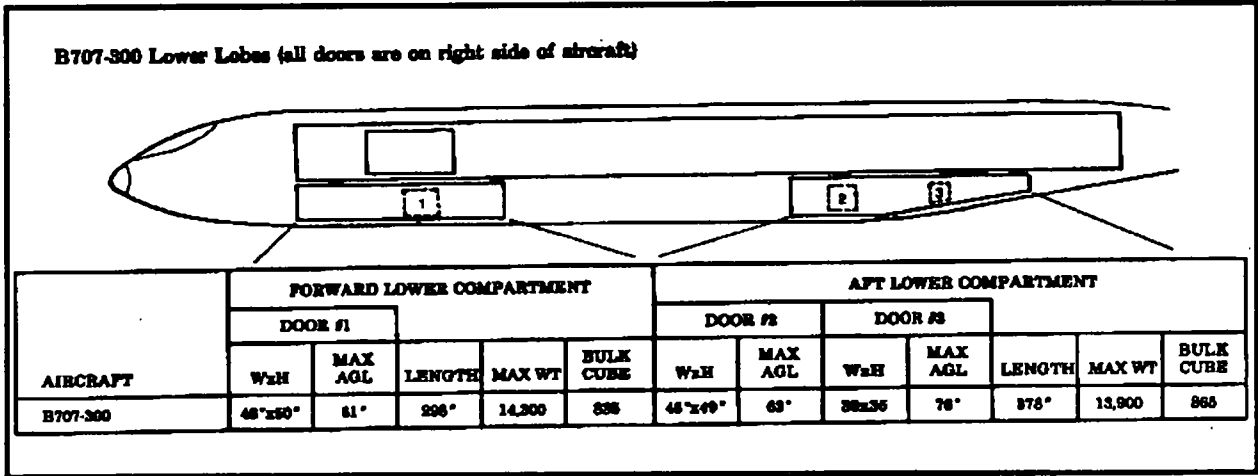 B707-300 Lower Lobes (all doors are on right side of aircraft)
1
2
3
FORWARD LOWER COMPARTMENT
AFT LOWER COMPARTMENT
DOOR #1
DOOR #2
DOOR #3
AIRCRAFT
WxH
MAX AGL
LENGTH
MAX WT
BULK CUBE
WxH
MAX AGL
WxH
MAX AGL
LENGTH
MAX WT
BULK CUBE
B707-300
14,300
13,900
865